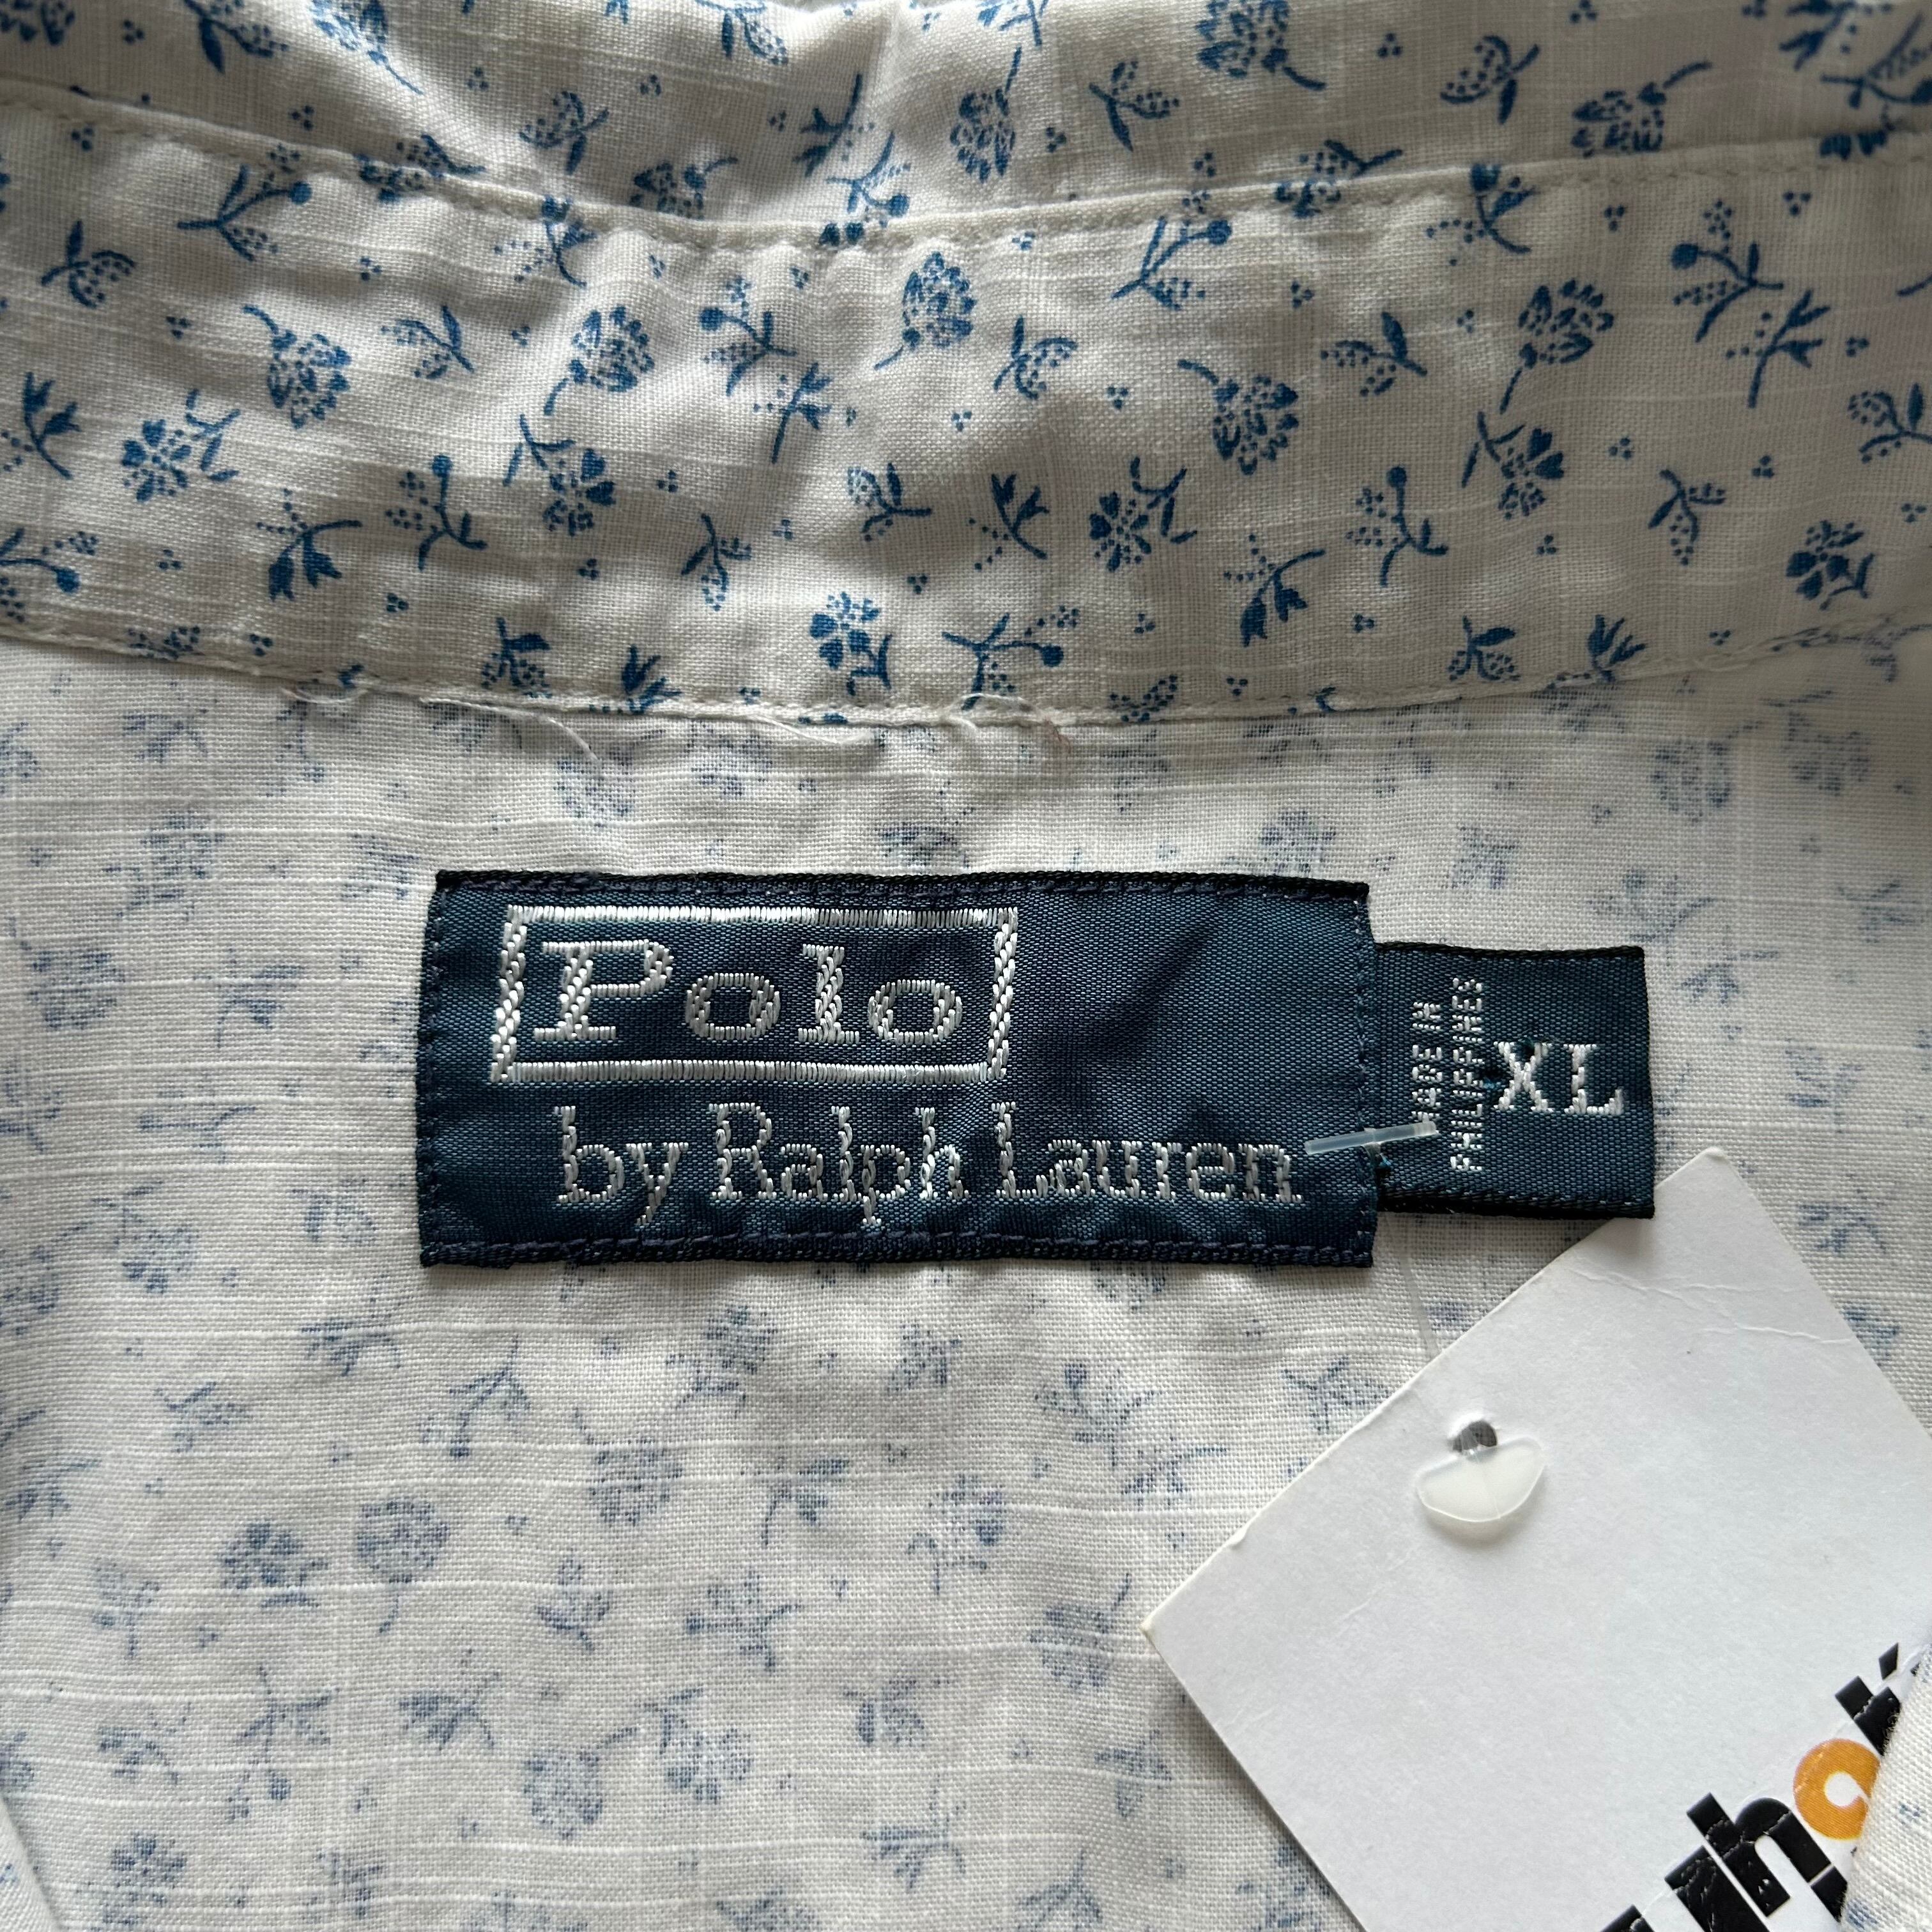 Polo
by Ralph Lauren
MADE IN
PHILIPPINES
XL